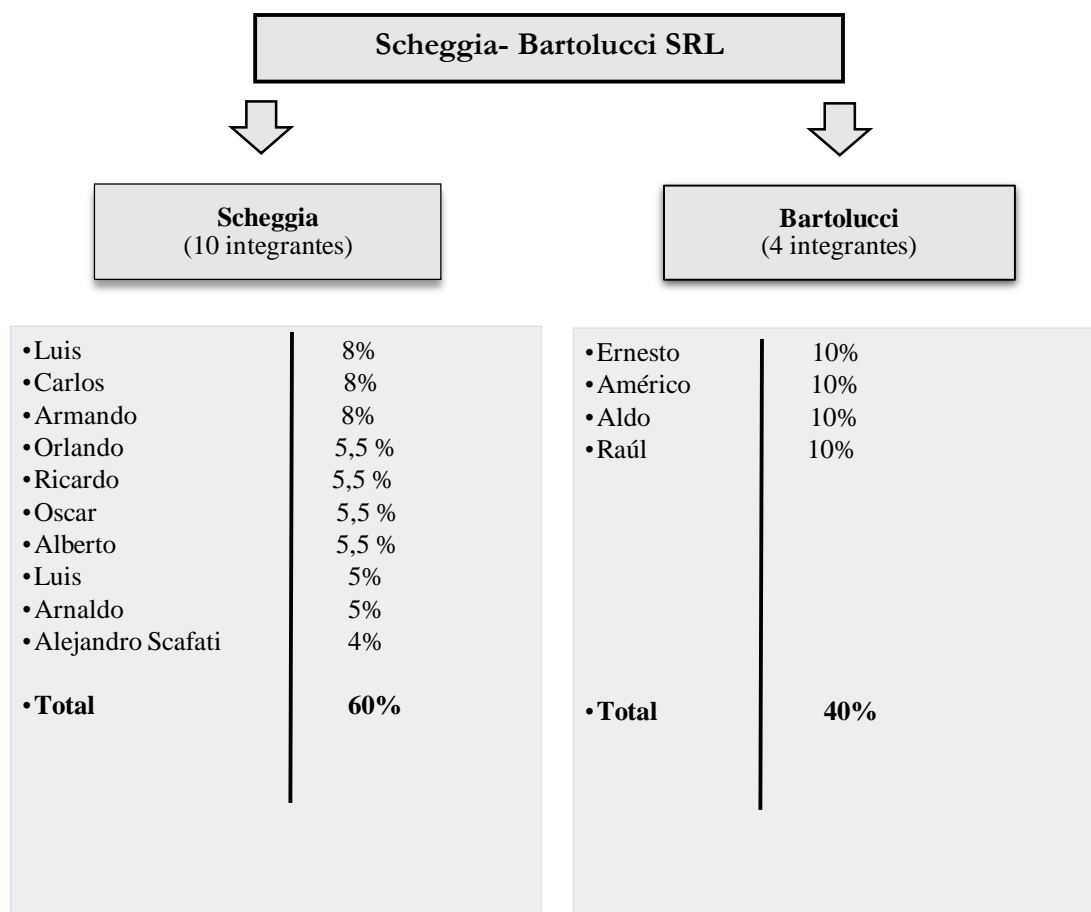 Scheggia- Bartolucci SRL
Scheggia
(10 integrantes)
•Luis 8%
•Carlos 8%
•Armando 8%
•Orlando 5,5 %
•Ricardo 5,5 %
•Oscar 5,5 %
•Alberto 5,5 %
•Luis 5%
•Arnaldo 5%
•Alejandro Scafati 4%
•Total 60%
Bartolucci
(4 integrantes)
•Ernesto 10%
•Américo 10%
•Aldo 10%
•Raúl 10%
•Total 40%